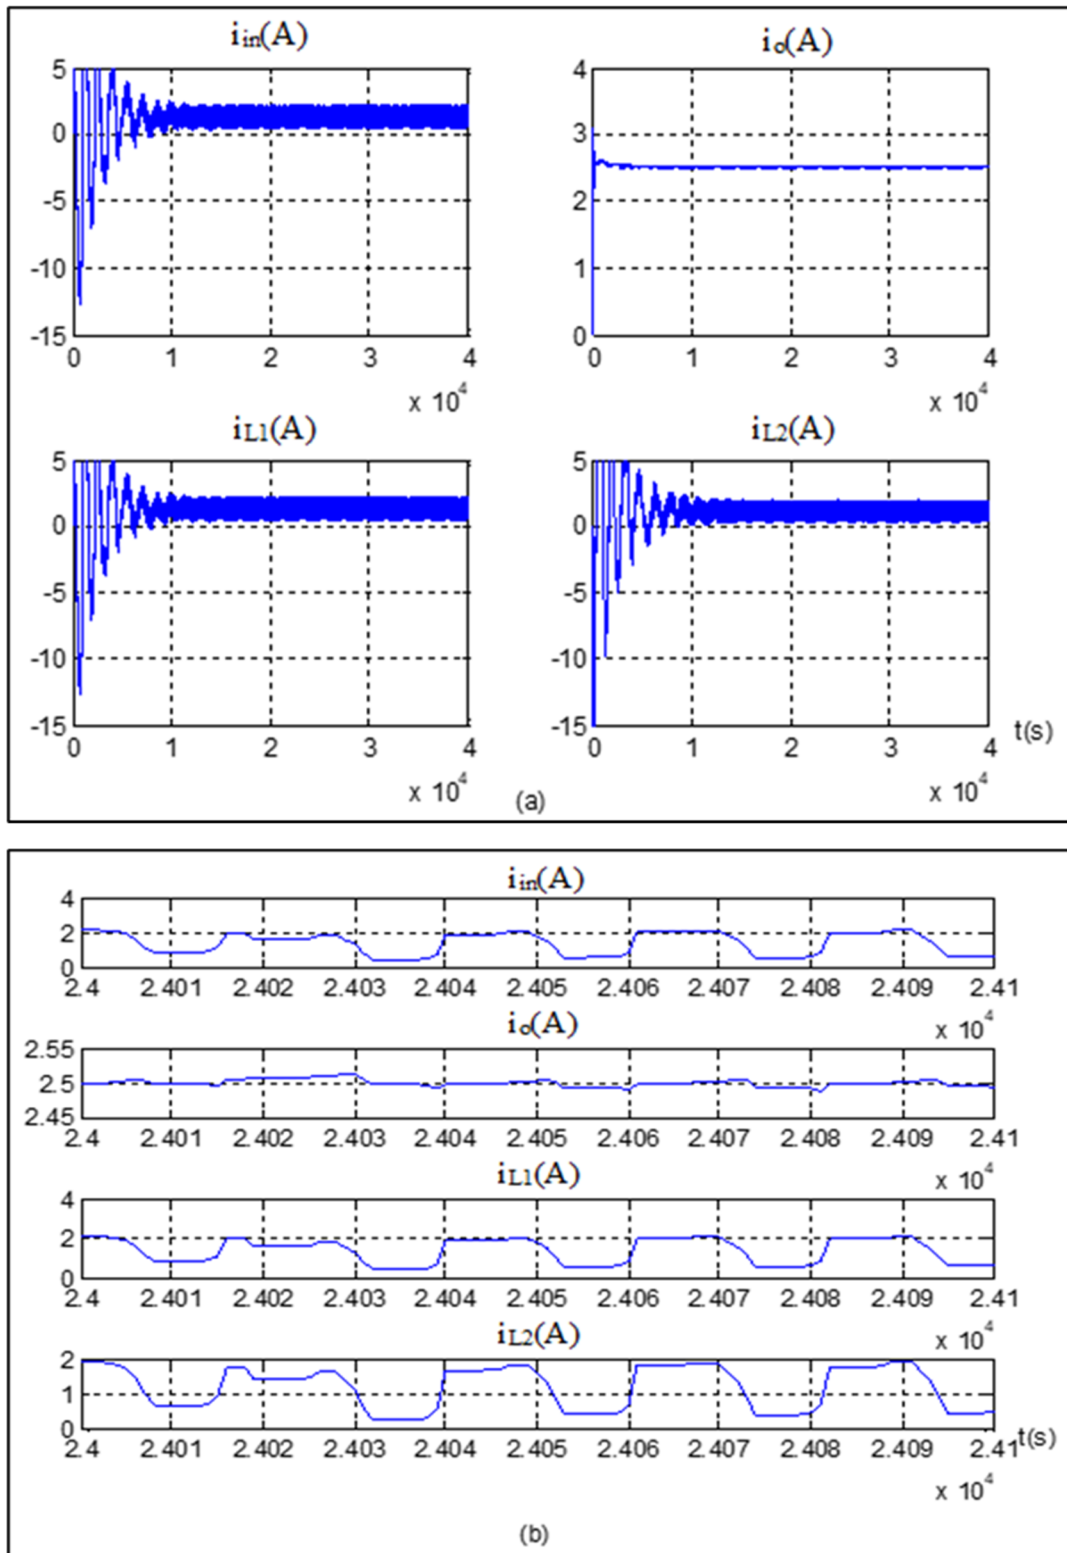 i_in(A) i_o(A)
5 4
0 3
-5 2
-10 1
-15 0
0 1 2 3 4 0 1 2 3 4
x 10^4 x 10^4
i_L1(A) i_L2(A)
5 5
0 0
-5 -5
-10 -10
-15 -15
0 1 2 3 4 0 1 2 3 4 t(s)
x 10^4 x 10^4
(a)
i_in(A)
4
2
0
2.4 2.401 2.402 2.403 2.404 2.405 2.406 2.407 2.408 2.409 2.41
x 10^4
i_o(A)
2.55
2.5
2.45
2.4 2.401 2.402 2.403 2.404 2.405 2.406 2.407 2.408 2.409 2.41
x 10^4
i_L1(A)
4
2
0
2.4 2.401 2.402 2.403 2.404 2.405 2.406 2.407 2.408 2.409 2.41
x 10^4
i_L2(A)
2
1
0
2.4 2.401 2.402 2.403 2.404 2.405 2.406 2.407 2.408 2.409 2.41 t(s)
x 10^4
(b)